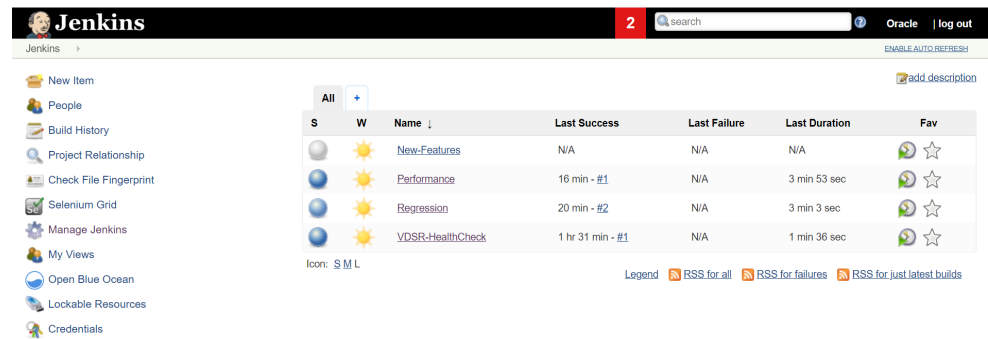 Jenkins
2
search
Oracle | log out
Jenkins
ENABLE AUTO REFRESH
New Item
People
Build History
Project Relationship
Check File Fingerprint
Selenium Grid
Manage Jenkins
My Views
Open Blue Ocean
Lockable Resources
Credentials
add description
All +
S W Name ↓ Last Success Last Failure Last Duration Fav
New-Features N/A N/A N/A
Performance 16 min - #1 N/A 3 min 53 sec
Regression 20 min - #2 N/A 3 min 3 sec
VDSR-HealthCheck 1 hr 31 min - #1 N/A 1 min 36 sec
Icon: S M L
Legend RSS for all RSS for failures RSS for just latest builds